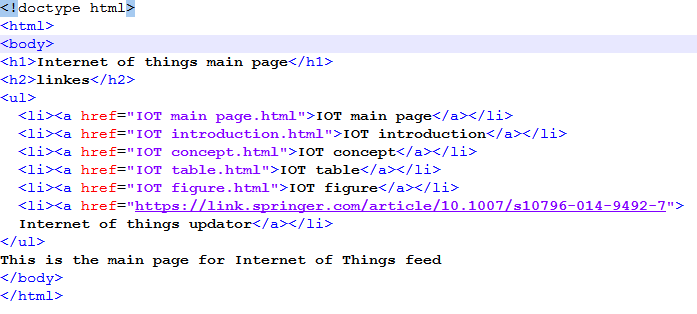 <!doctype html>
<html>
<body>
<h1>Internet of things main page</h1>
<h2>linkes</h2>
<ul>
  <li><a href="IOT main page.html">IOT main page</a></li>
  <li><a href="IOT introduction.html">IOT introduction</a></li>
  <li><a href="IOT concept.html">IOT concept</a></li>
  <li><a href="IOT table.html">IOT table</a></li>
  <li><a href="IOT figure.html">IOT figure</a></li>
  <li><a href="https://link.springer.com/article/10.1007/s10796-014-9492-7">
  Internet of things updator</a></li>
</ul>
This is the main page for Internet of Things feed
</body>
</html>